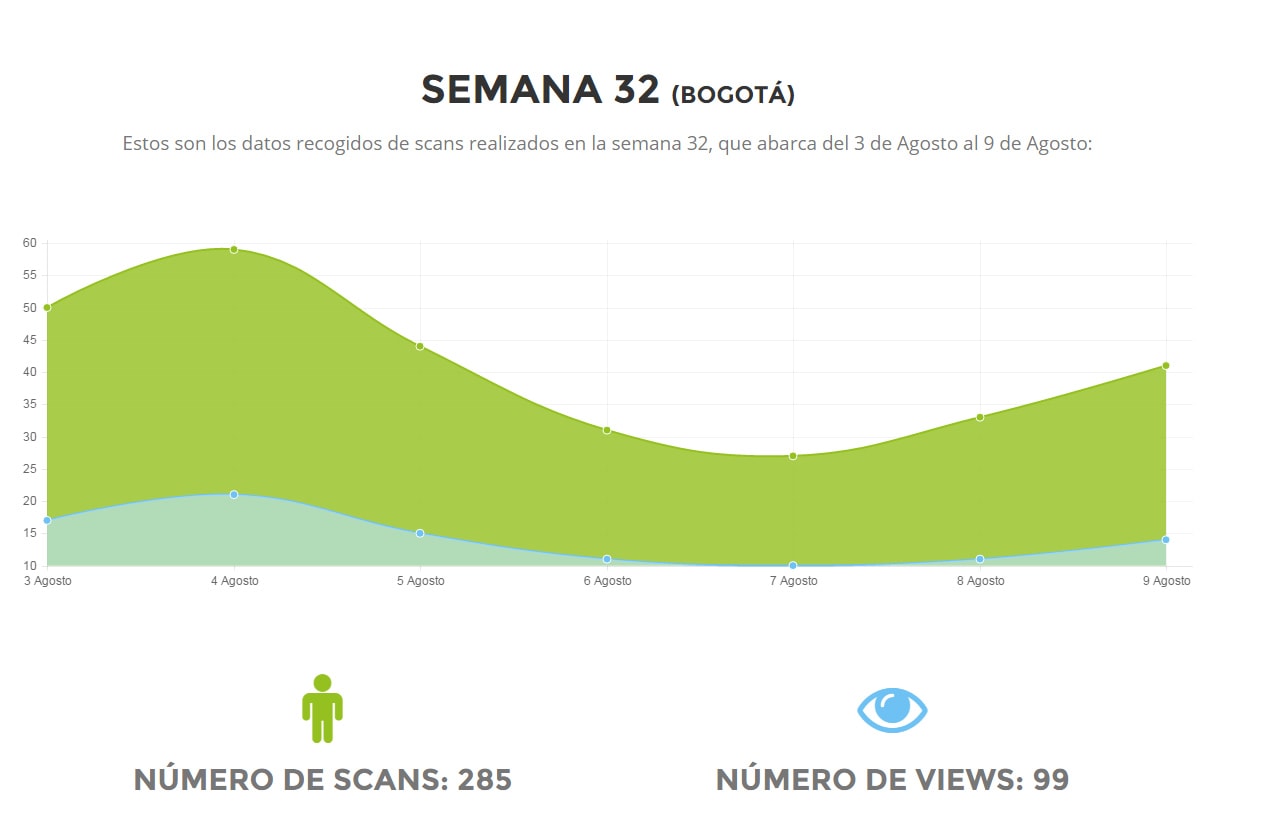 SEMANA 32 (BOGOTÁ)
Estos son los datos recogidos de scans realizados en la semana 32, que abarca del 3 de Agosto al 9 de Agosto:
60
55
50
45
40
35
30
25
20
15
10
3 Agosto 4 Agosto 5 Agosto 6 Agosto 7 Agosto 8 Agosto 9 Agosto
NÚMERO DE SCANS: 285 NÚMERO DE VIEWS: 99